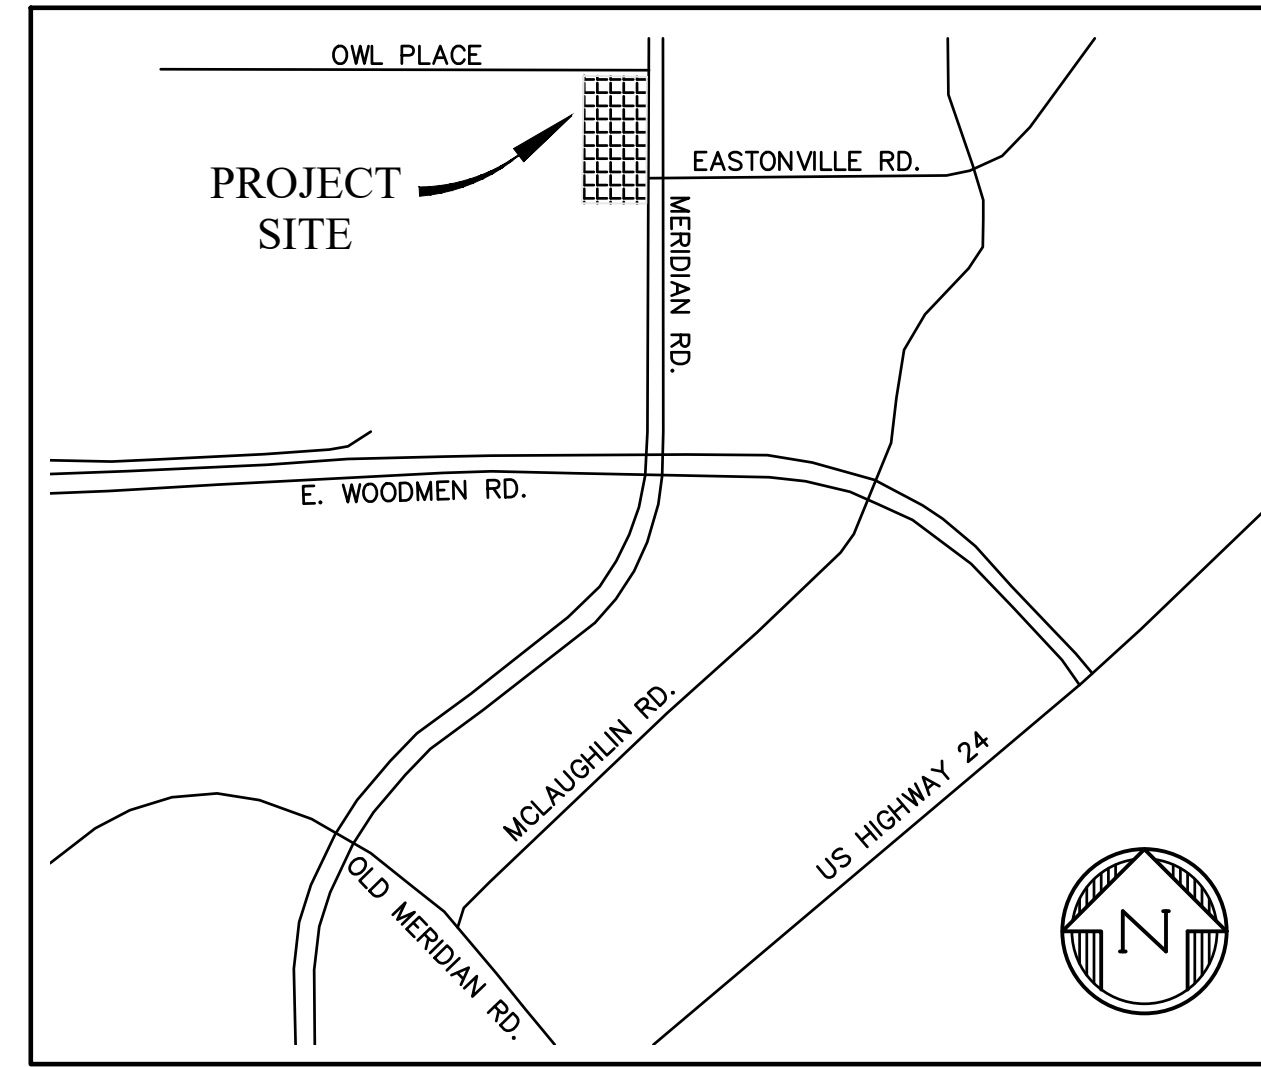 OWL PLACE
EASTONVILLE RD.
PROJECT
SITE
MERIDIAN RD.
E. WOODMEN RD.
MCLAUGHLIN RD.
US HIGHWAY 24
OLD MERIDIAN RD.
N